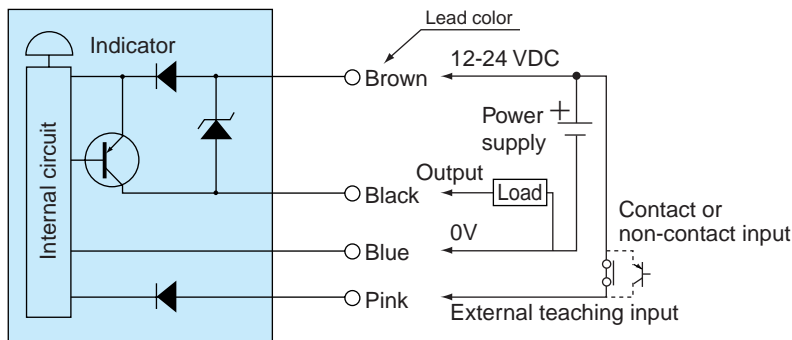 Lead color
Indicator
12-24 VDC
Brown
Power
supply
+
Internal circuit
Output
Load
Black
Contact or
non-contact input
0V
Blue
Pink
External teaching input